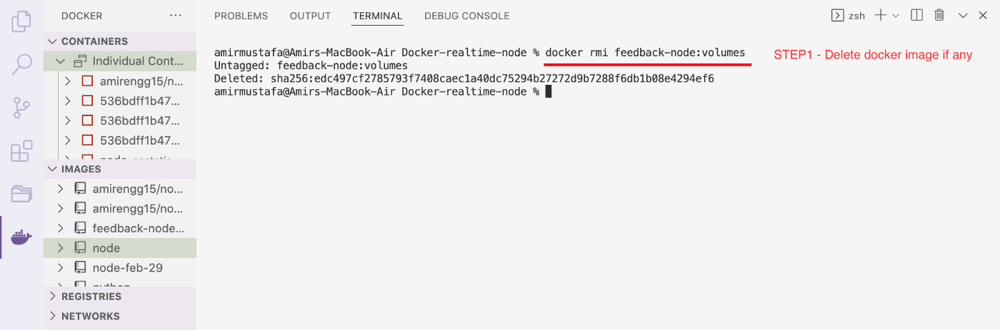 DOCKER
PROBLEMS OUTPUT TERMINAL DEBUG CONSOLE zsh
CONTAINERS
Individual Cont...
amirengg15/n...
536bdff1b47...
536bdff1b47...
536bdff1b47...
IMAGES
amirengg15/no...
amirengg15/no...
feedback-node...
node
node-feb-29
python
REGISTRIES
NETWORKS
amirmustafa@Amirs-MacBook-Air Docker-realtime-node % docker rmi feedback-node:volumes
Untagged: feedback-node:volumes
Deleted: sha256:edc497cf2785793f7408caec1a40dc75294b27272d9b7288f6db1b08e4294ef6
amirmustafa@Amirs-MacBook-Air Docker-realtime-node %
STEP1 - Delete docker image if any